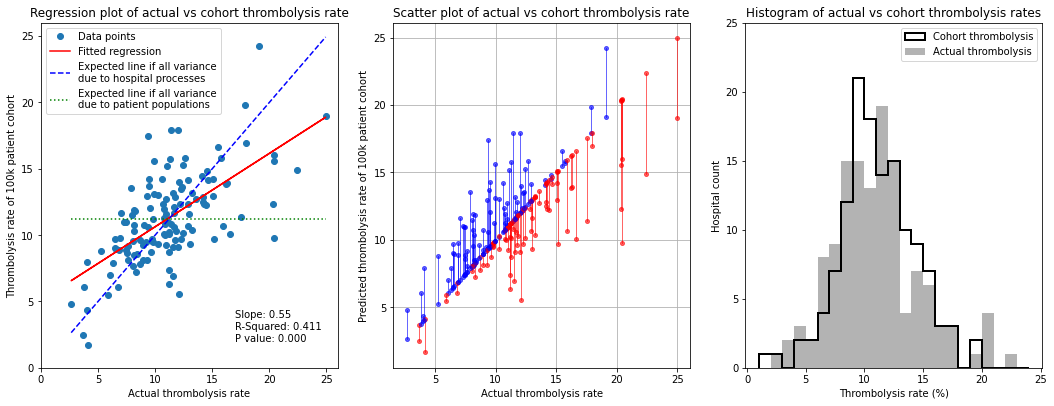 Regression plot of actual vs cohort thrombolysis rate
Data points
Fitted regression
Expected line if all variance
due to hospital processes
Expected line if all variance
due to patient populations
Thrombolysis rate of 100k patient cohort
25
20
15
10
5
0
Slope: 0.55
R-Squared: 0.411
P value: 0.000
0 5 10 15 20 25
Actual thrombolysis rate
Scatter plot of actual vs cohort thrombolysis rate
Predicted thrombolysis rate of 100k patient cohort
25
20
15
10
5
5 10 15 20 25
Actual thrombolysis rate
Histogram of actual vs cohort thrombolysis rates
Cohort thrombolysis
Actual thrombolysis
Hospital count
25
20
15
10
5
0
0 5 10 15 20 25
Thrombolysis rate (%)